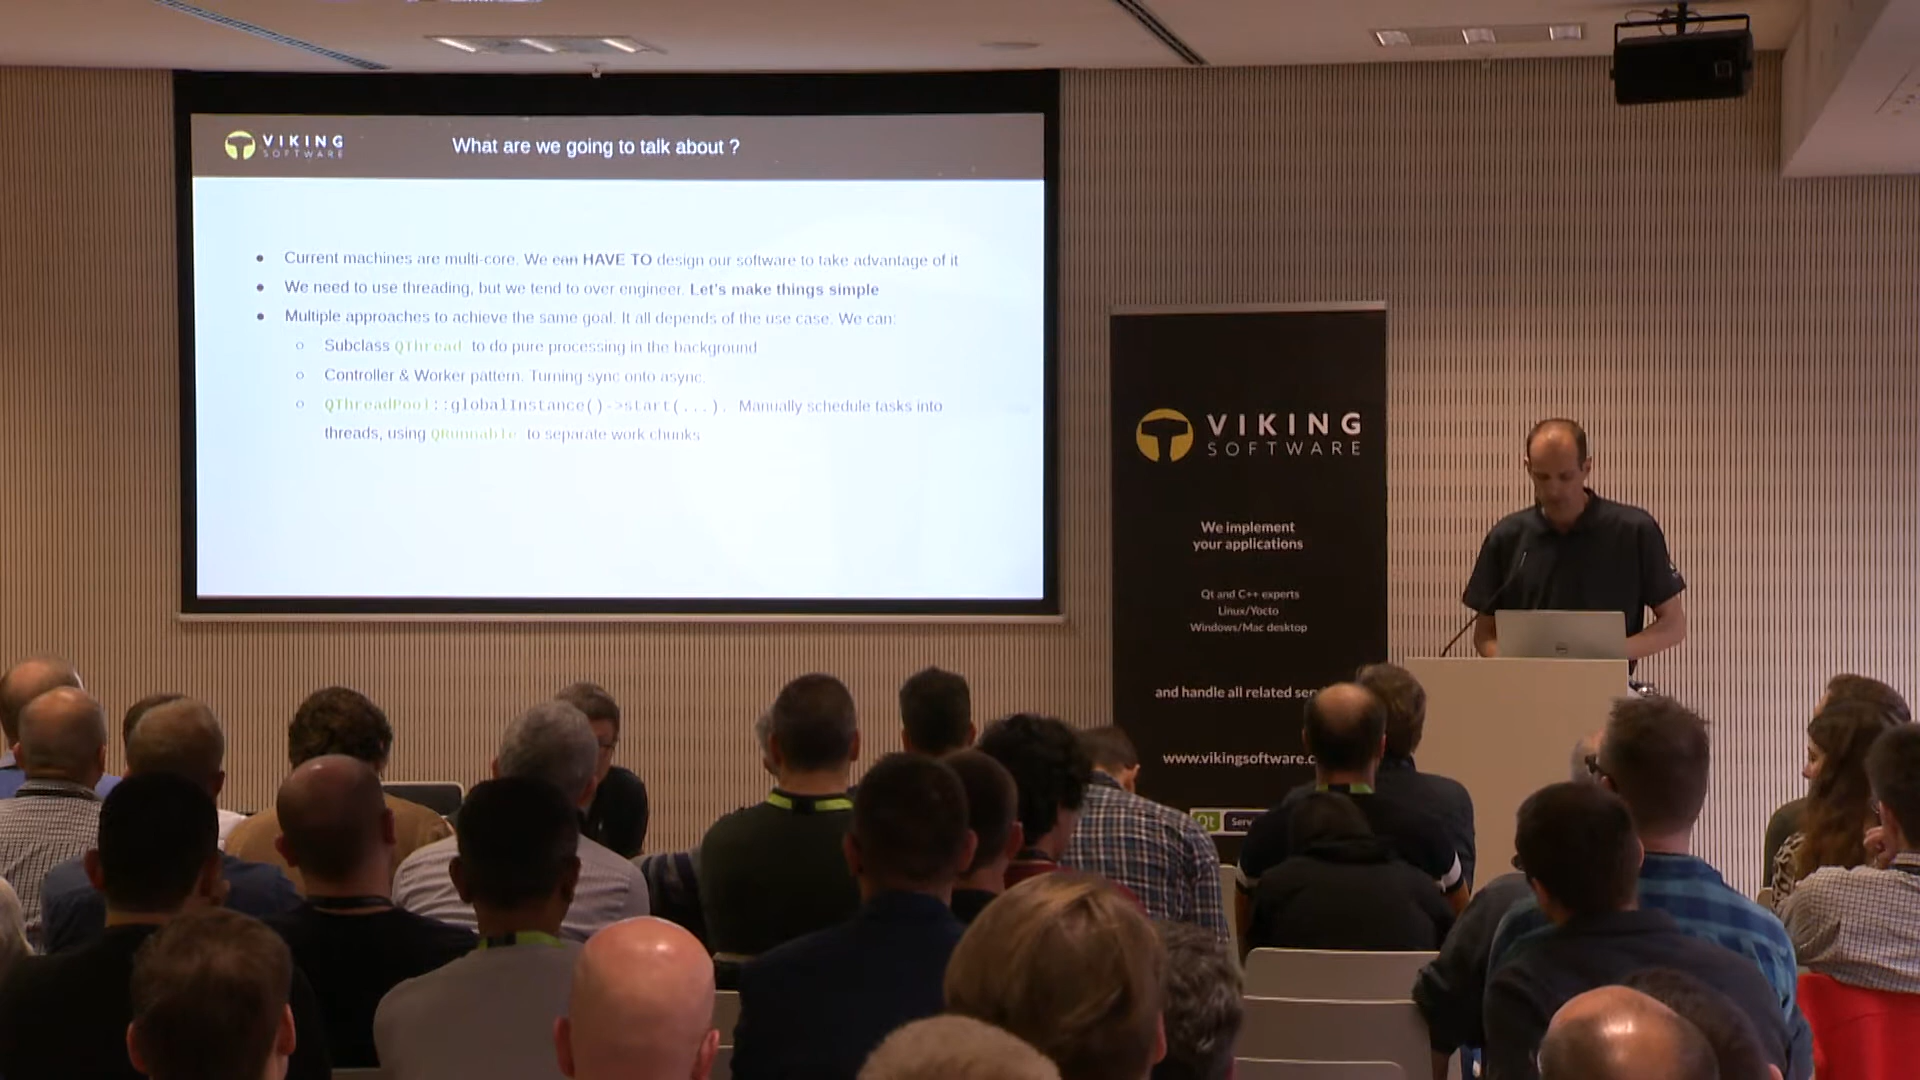 VIKING
SOFTWARE
What are we going to talk about ?
Current machines are multi-core. We can HAVE TO design our software to take advantage of it
We need to use threading, but we tend to over engineer. Let's make things simple
Multiple approaches to achieve the same goal. It all depends of the use case. We can:
Subclass QThread to do pure processing in the background
Controller & Worker pattern. Turning sync onto async.
QThreadPool::globalInstance()->start(...). Manually schedule tasks into
threads, using QRunnable to separate work chunks
VIKING
SOFTWARE
We implement
your applications
Qt and C++ experts
Linux/Yocto
Windows/Mac desktop
and handle all related
www.vikingsoftware.c
Qt